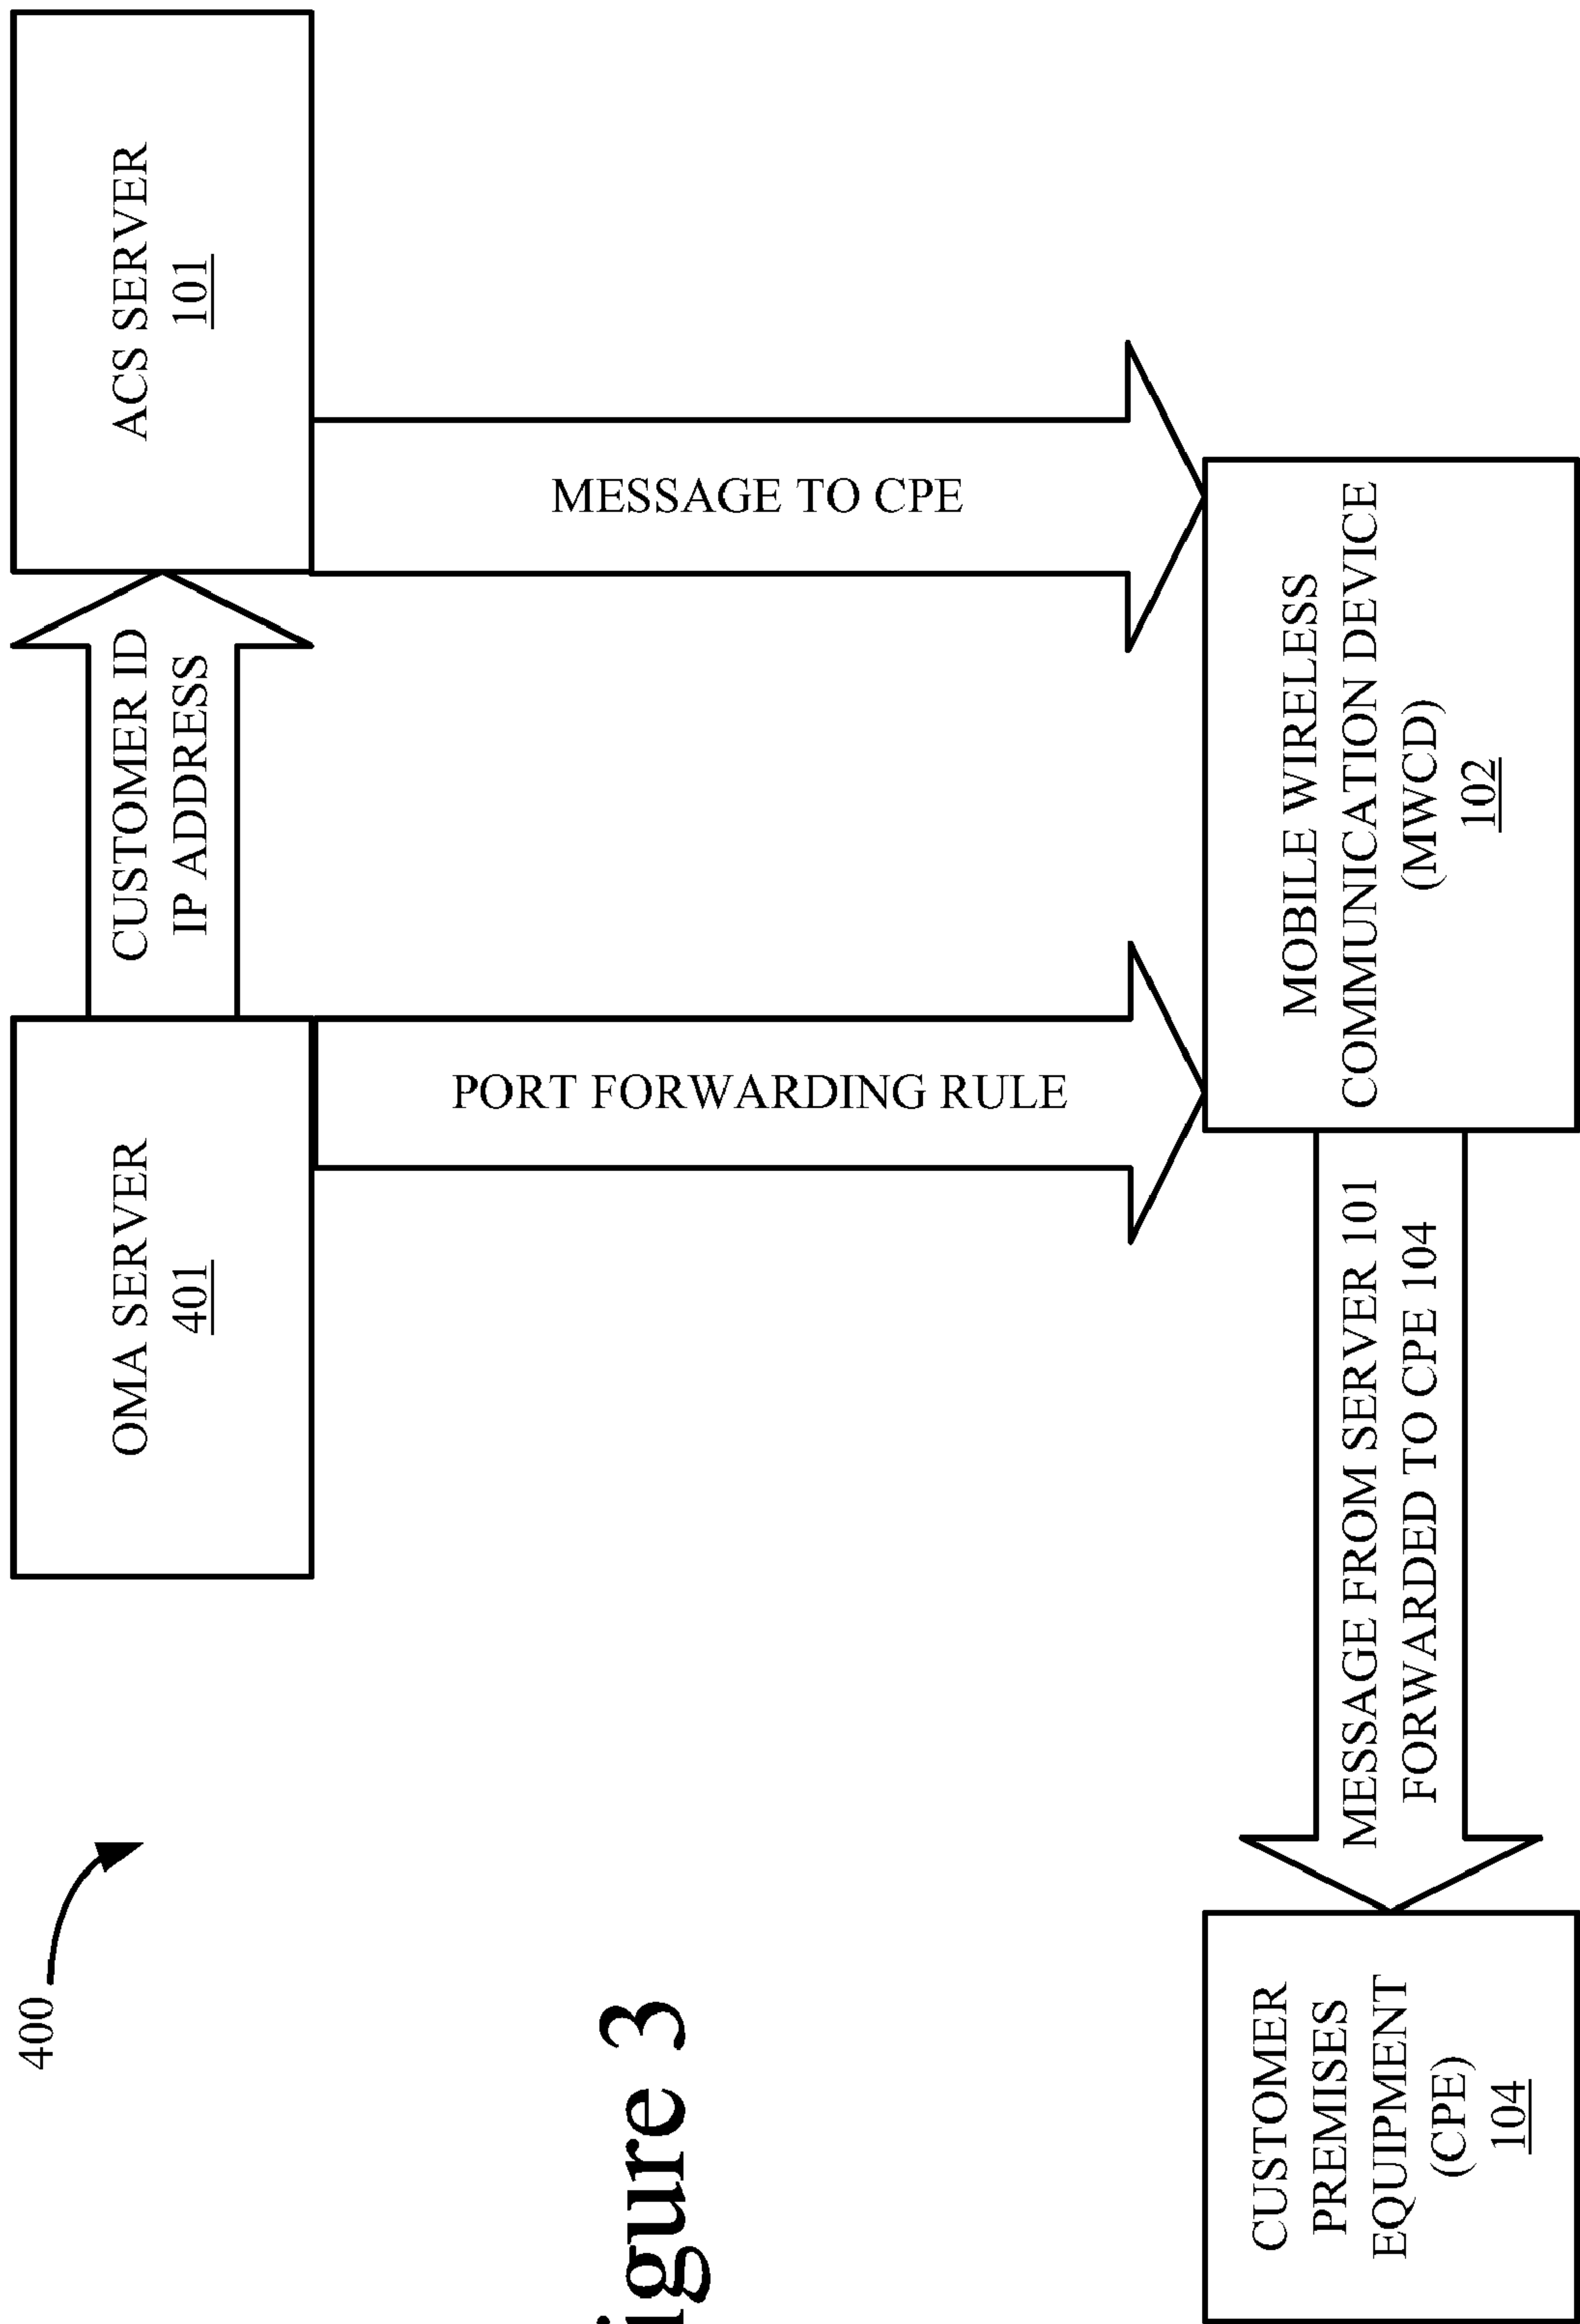 400
OMA SERVER
401
CUSTOMER ID
IP ADDRESS
ACS SERVER
101
PORT FORWARDING RULE
MESSAGE TO CPE
CUSTOMER
PREMISES
EQUIPMENT
(CPE)
104
MESSAGE FROM SERVER 101
FORWARDED TO CPE 104
MOBILE WIRELESS
COMMUNICATION DEVICE
(MWCD)
102
igure 3